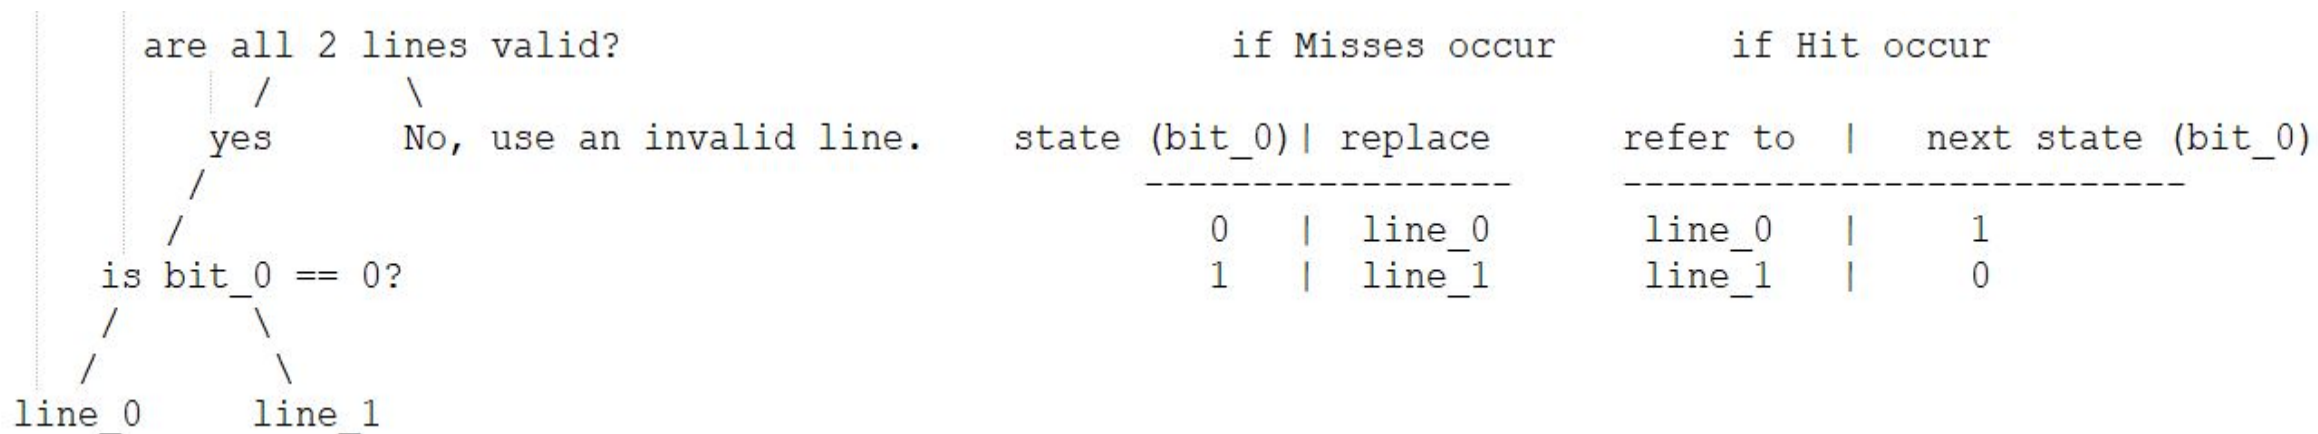 are all 2 lines valid?                if Misses occur        if Hit occur
/        \
yes      No, use an invalid line.    state (bit_0)| replace      refer to  |   next state (bit_0)
/        -----------------      --------------------------
/        0   |  line_0       line_0   |     1
is bit_0 == 0?        1   |  line_1       line_1   |     0
/      \
/        \
line_0     line_1